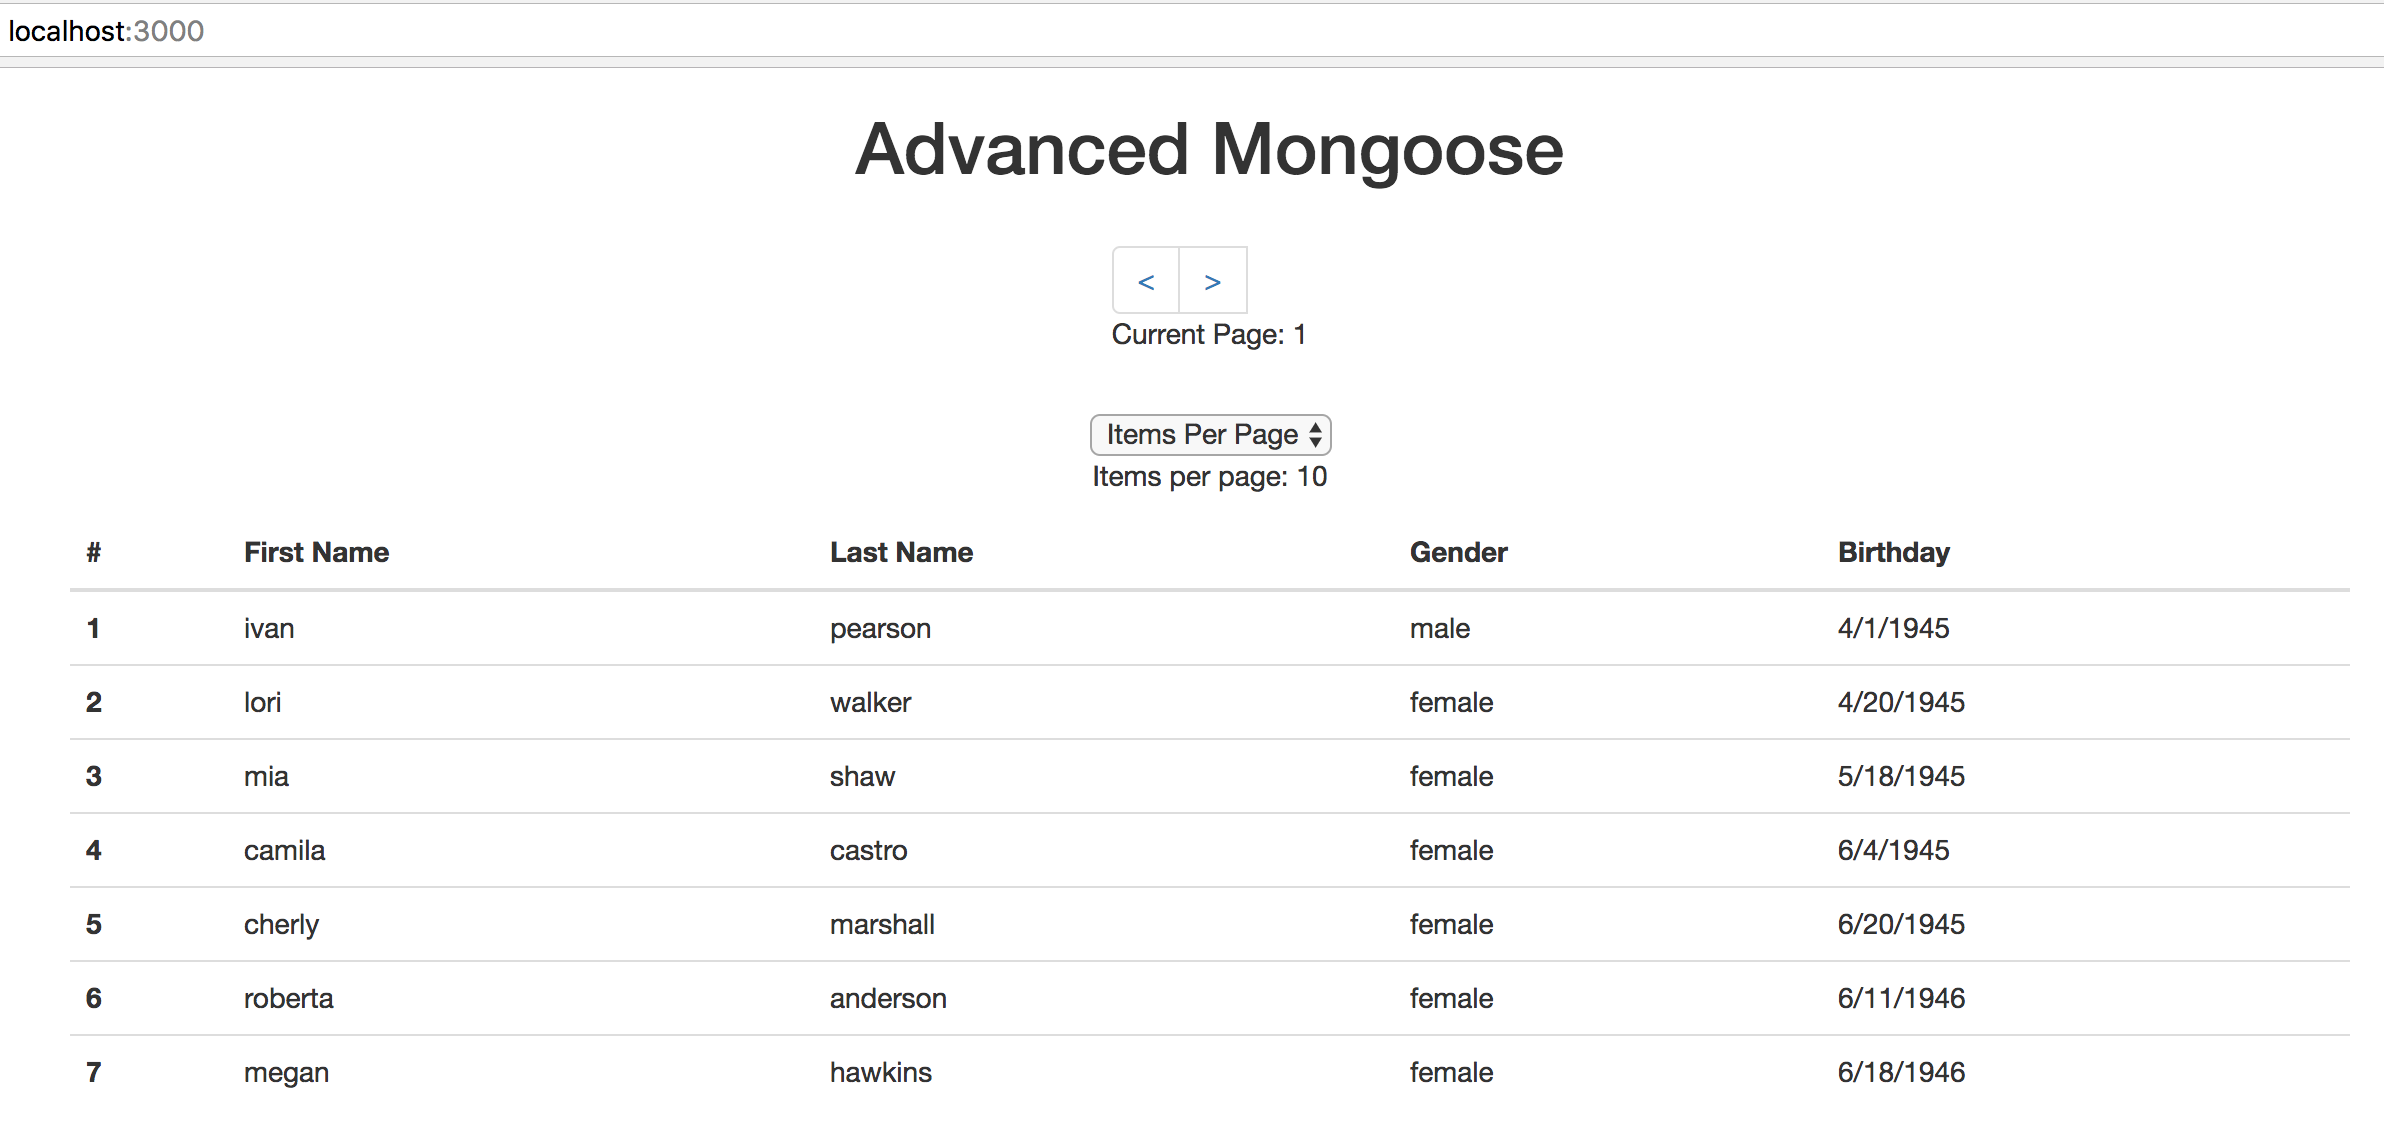 localhost:3000
Advanced Mongoose
< >
Current Page: 1
Items Per Page
Items per page: 10
# First Name Last Name Gender Birthday
1 ivan pearson male 4/1/1945
2 lori walker female 4/20/1945
3 mia shaw female 5/18/1945
4 camila castro female 6/4/1945
5 cherly marshall female 6/20/1945
6 roberta anderson female 6/11/1946
7 megan hawkins female 6/18/1946